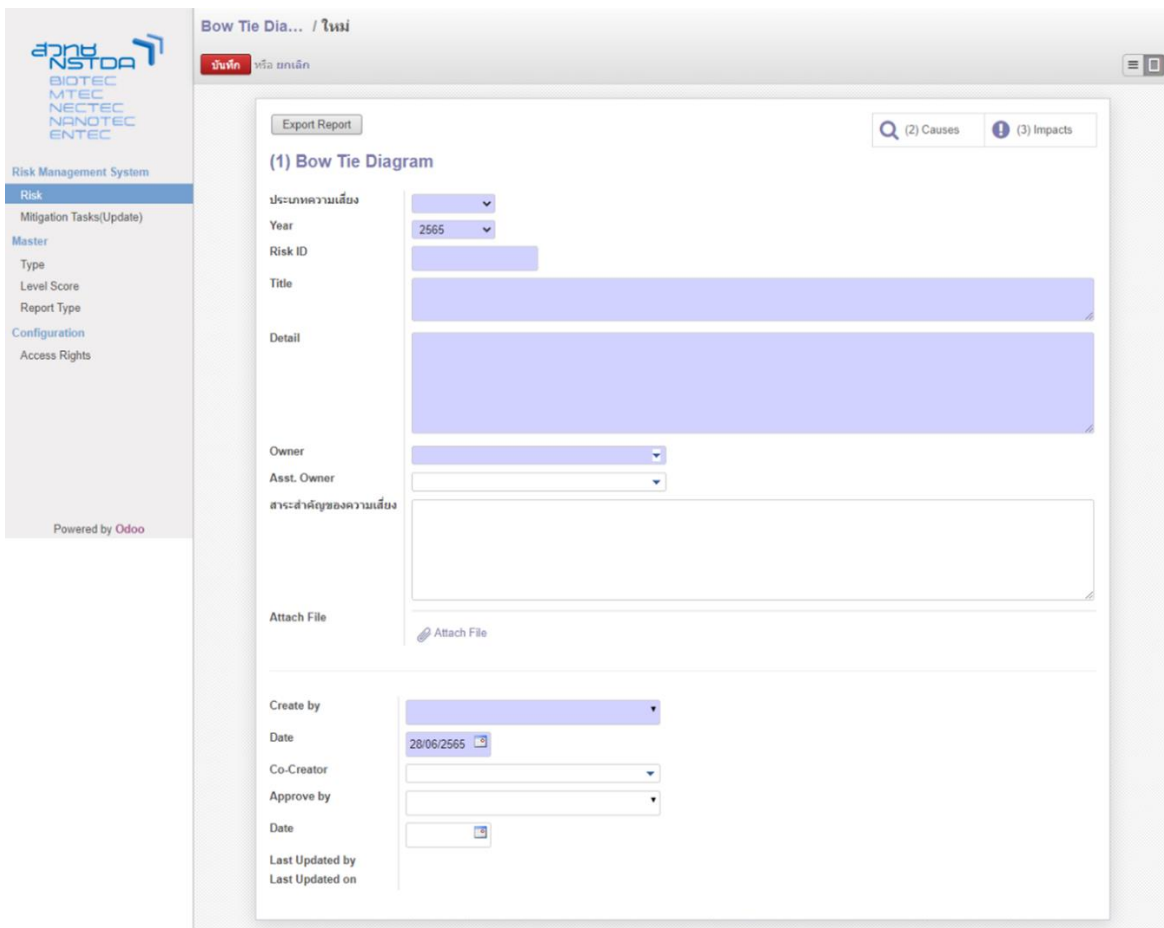 สวทช
NSTDA
BIOTEC
MTEC
NECTEC
NANOTEC
ENTEC
Risk Management System
Risk
Mitigation Tasks(Update)
Master
Type
Level Score
Report Type
Configuration
Access Rights
Powered by Odoo
Bow Tie Dia... / ใหม่
บันทึก หรือ ยกเลิก
Export Report
(2) Causes
(3) Impacts
(1) Bow Tie Diagram
ประเภทความเสี่ยง
Year 2565
Risk ID
Title
Detail
Owner
Asst. Owner
สาระสำคัญของความเสี่ยง
Attach File
Attach File
Create by
Date 28/06/2565
Co-Creator
Approve by
Date
Last Updated by
Last Updated on